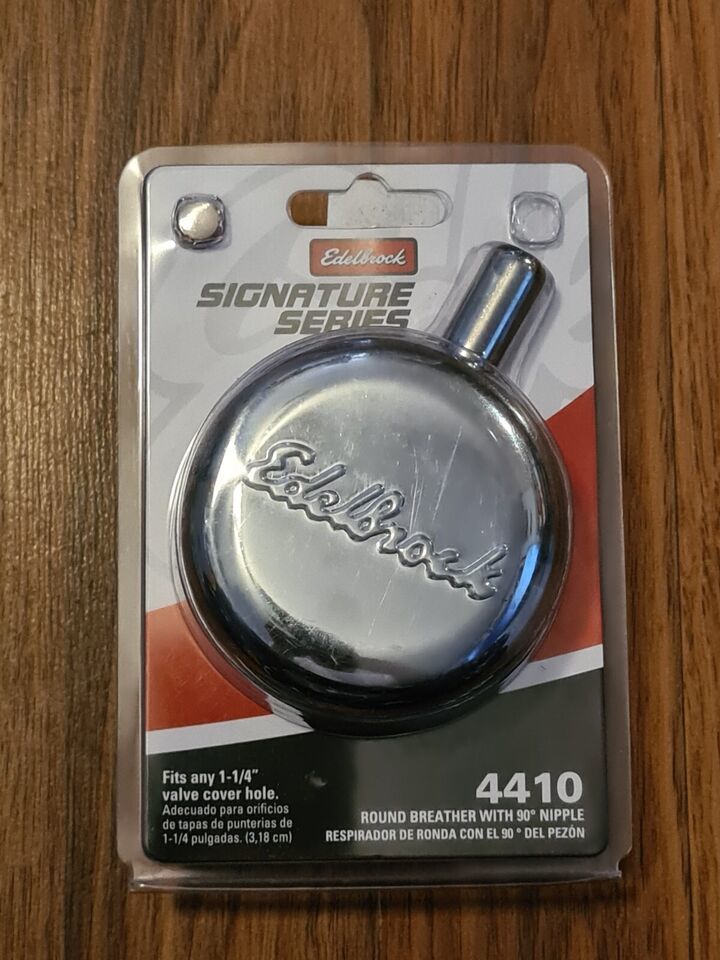 Edelbrock
SIGNATURE
SERIES
Edelbrock
Fits any 1-1/4”
valve cover hole.
Adecuado para orificios
de tapas de punterias de
1-1/4 pulgadas. (3,18 cm)
4410
ROUND BREATHER WITH 90° NIPPLE
RESPIRADOR DE RONDA CON EL 90 ° DEL PEZÓN